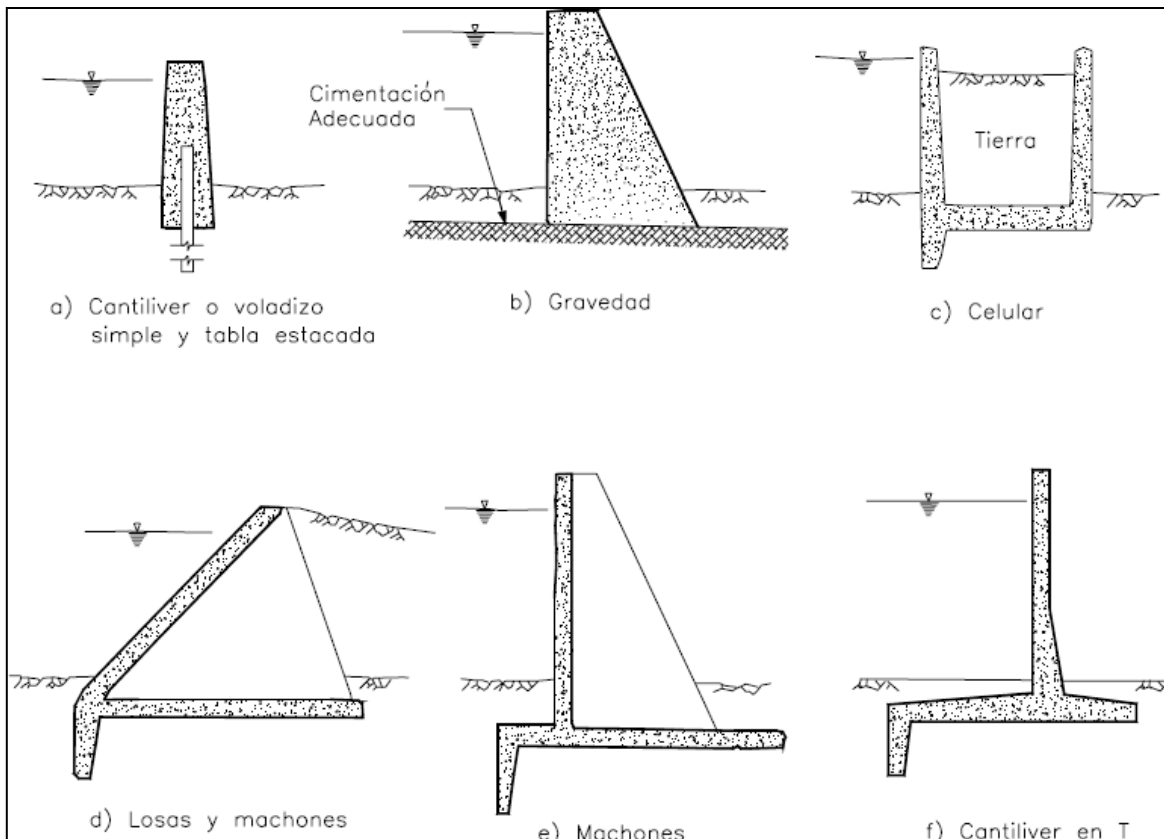 Cimentación
Adecuada
Tierra
a) Cantiliver o voladizo
simple y tabla estacada
b) Gravedad
c) Celular
d) Losas y machones
e) Machones
f) Cantiliver en T